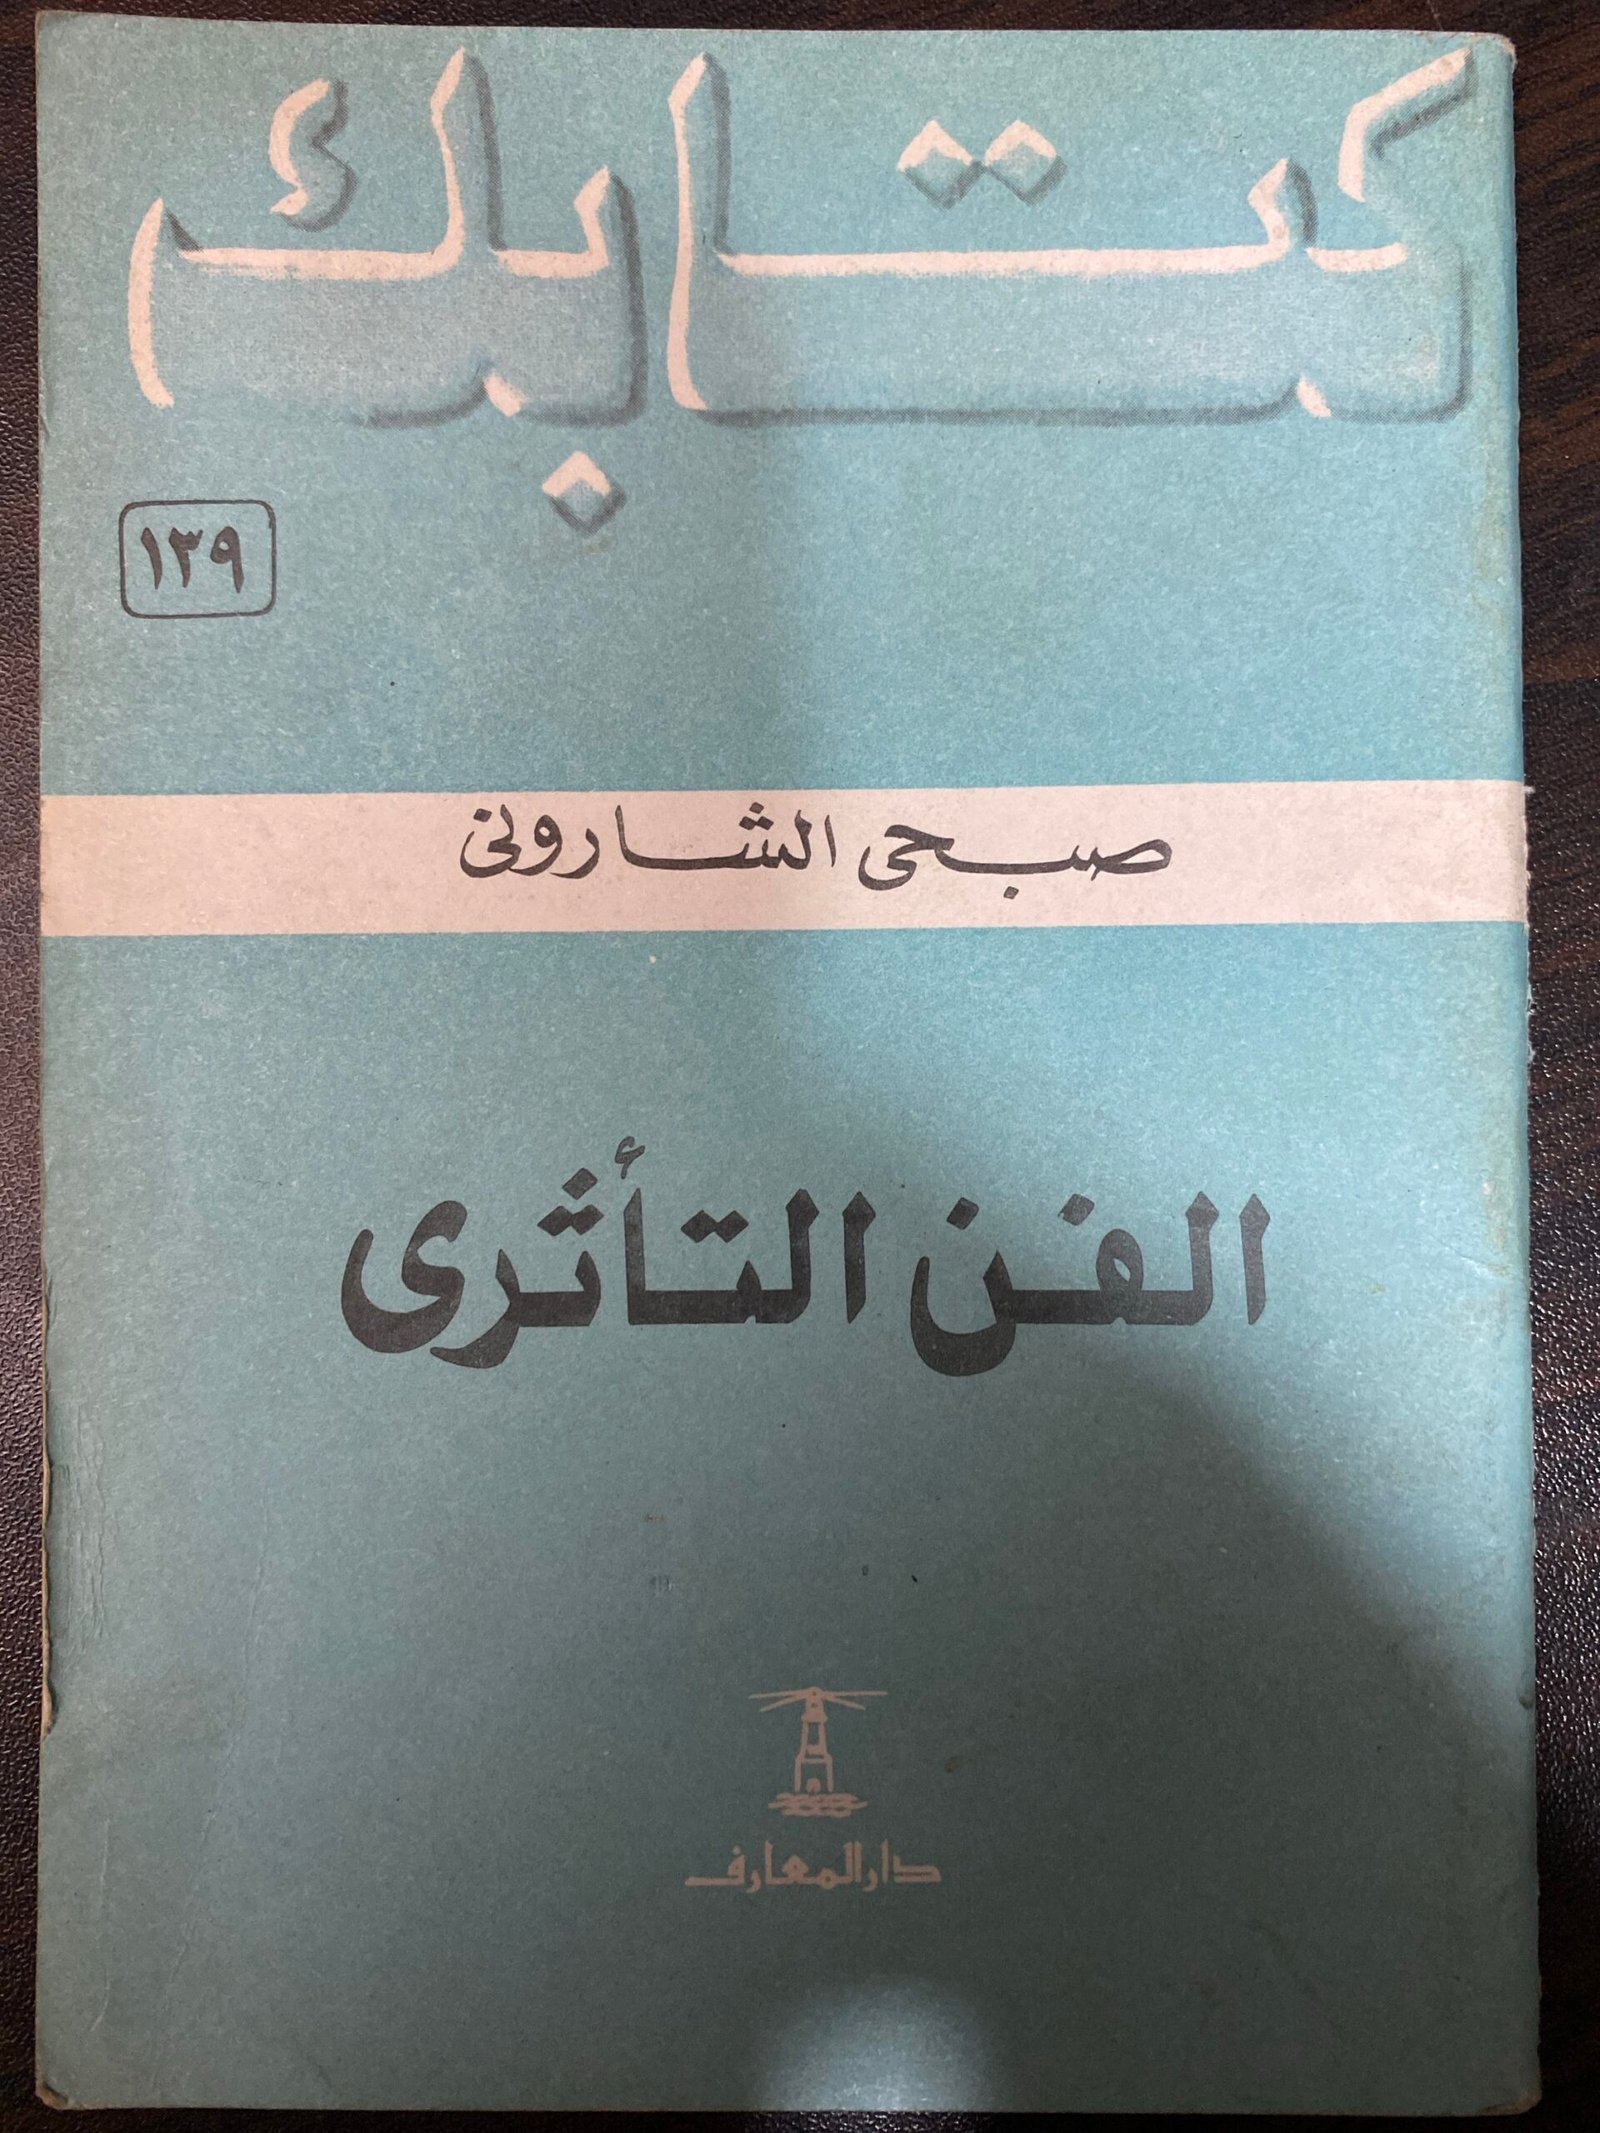 كتابك
١٣٩
صبحى الشارونى
الفن التأثرى
دار المعارف